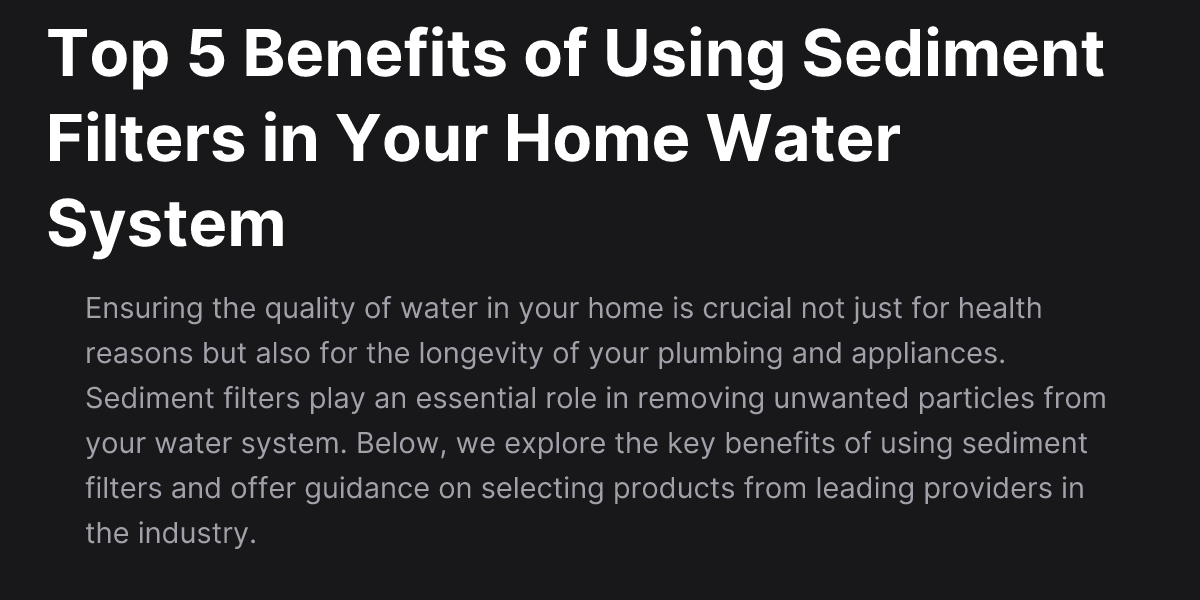 Top 5 Benefits of Using Sediment
Filters in Your Home Water
System
Ensuring the quality of water in your home is crucial not just for health
reasons but also for the longevity of your plumbing and appliances.
Sediment filters play an essential role in removing unwanted particles from
your water system. Below, we explore the key benefits of using sediment
filters and offer guidance on selecting products from leading providers in
the industry.